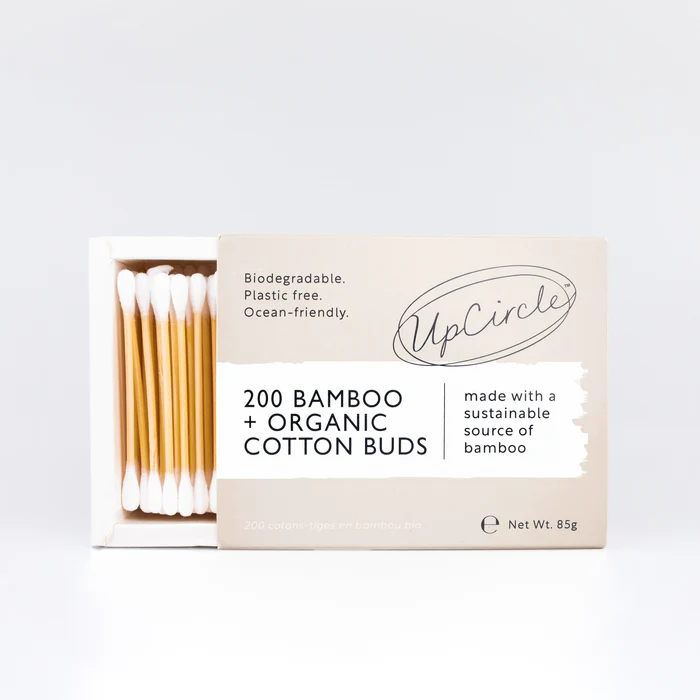 Biodegradable.
Plastic free.
Ocean-friendly.
UpCircle™
200 BAMBOO
+ ORGANIC
COTTON BUDS
made with a
sustainable
source of
bamboo
200 cotons-tiges en bambou bio
℮ Net Wt. 85g